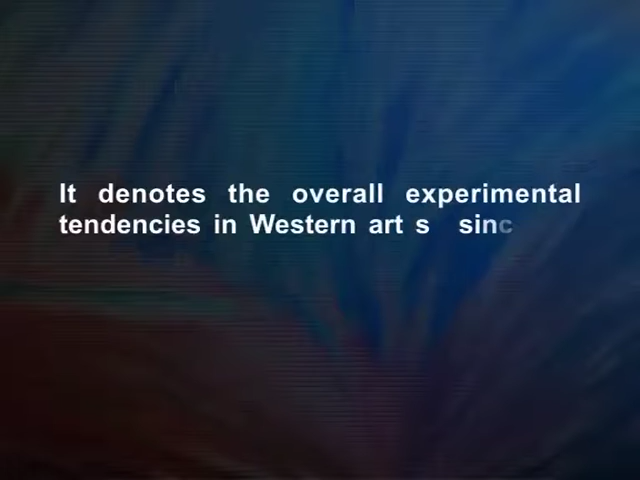 It denotes the overall experimental
tendencies in Western art s sinc